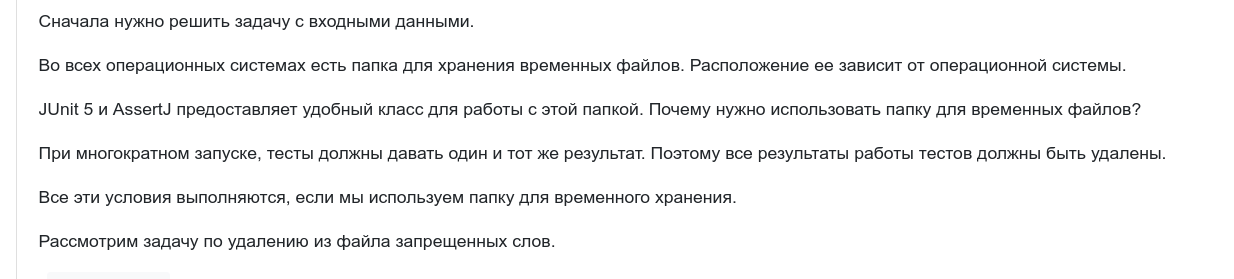 Сначала нужно решить задачу с входными данными.
Во всех операционных системах есть папка для хранения временных файлов. Расположение ее зависит от операционной системы.
JUnit 5 и AssertJ предоставляет удобный класс для работы с этой папкой. Почему нужно использовать папку для временных файлов?
При многократном запуске, тесты должны давать один и тот же результат. Поэтому все результаты работы тестов должны быть удалены.
Все эти условия выполняются, если мы используем папку для временного хранения.
Рассмотрим задачу по удалению из файла запрещенных слов.